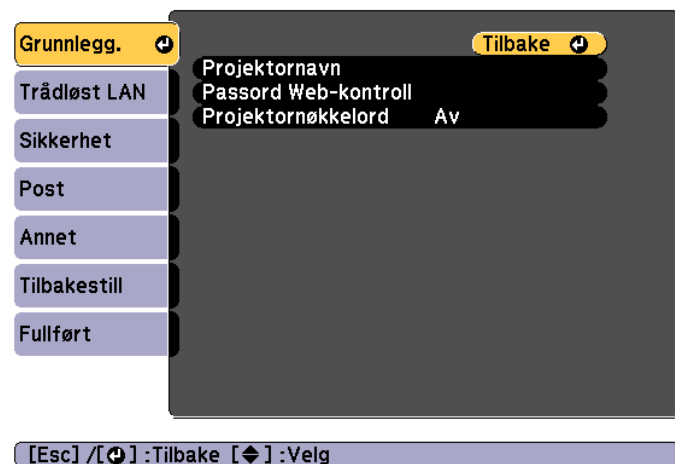 Grunnlegg.
Tilbake
Projektornavn
Trådløst LAN
Passord Web-kontroll
Projektornøkkelord Av
Sikkerhet
Post
Annet
Tilbakestill
Fullført
[Esc] /[⏎] :Tilbake [◆] :Velg